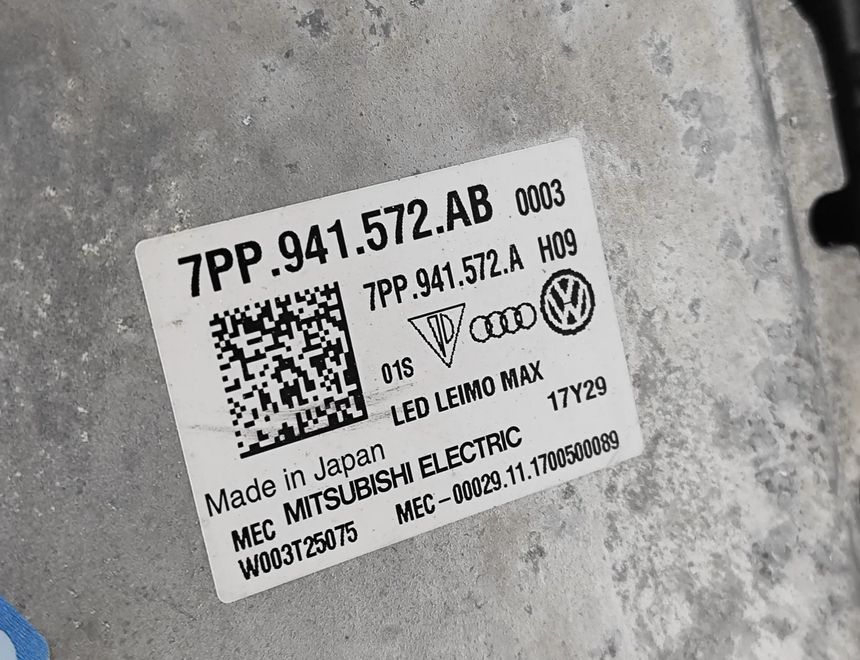 7PP.941.572.AB 0003
7PP.941.572.A H09
01S
LED LEIMO MAX 17Y29
Made in Japan
MEC MITSUBISHI ELECTRIC
W003T25075 MEC-00029.11.1700500089